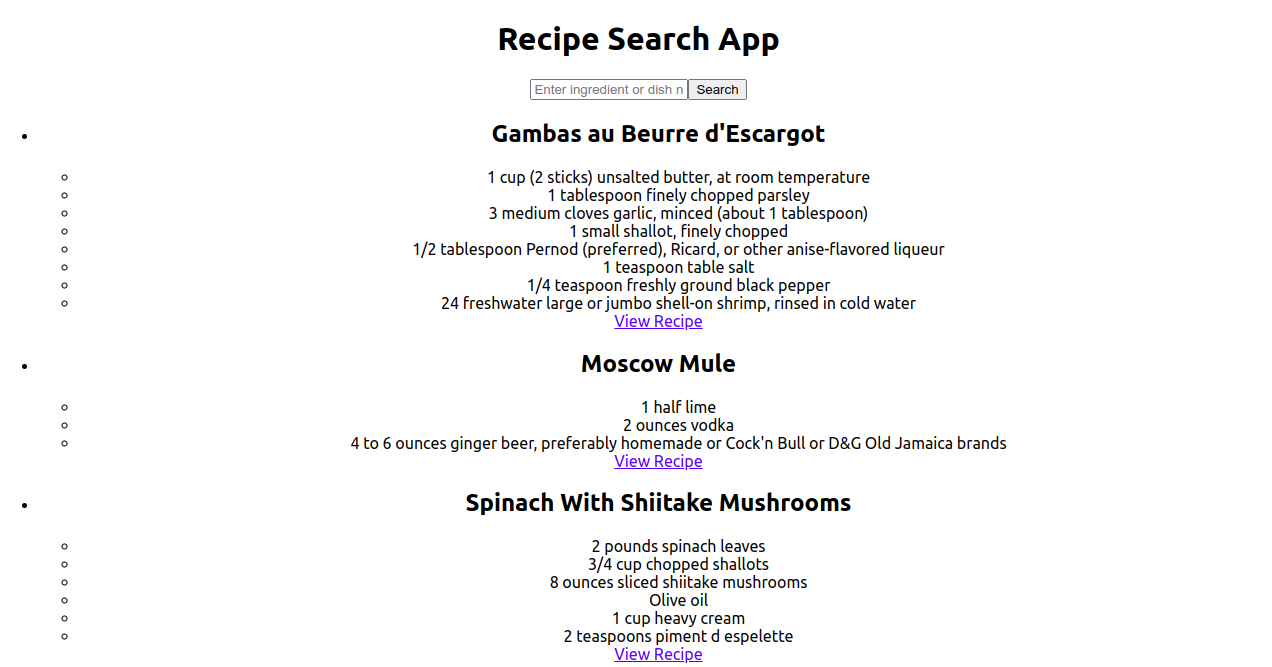 Recipe Search App
Enter ingredient or dish n
Search
Gambas au Beurre d'Escargot
1 cup (2 sticks) unsalted butter, at room temperature
1 tablespoon finely chopped parsley
3 medium cloves garlic, minced (about 1 tablespoon)
1 small shallot, finely chopped
1/2 tablespoon Pernod (preferred), Ricard, or other anise-flavored liqueur
1 teaspoon table salt
1/4 teaspoon freshly ground black pepper
24 freshwater large or jumbo shell-on shrimp, rinsed in cold water
View Recipe
Moscow Mule
1 half lime
2 ounces vodka
4 to 6 ounces ginger beer, preferably homemade or Cock'n Bull or D&G Old Jamaica brands
View Recipe
Spinach With Shiitake Mushrooms
2 pounds spinach leaves
3/4 cup chopped shallots
8 ounces sliced shiitake mushrooms
Olive oil
1 cup heavy cream
2 teaspoons piment d espelette
View Recipe